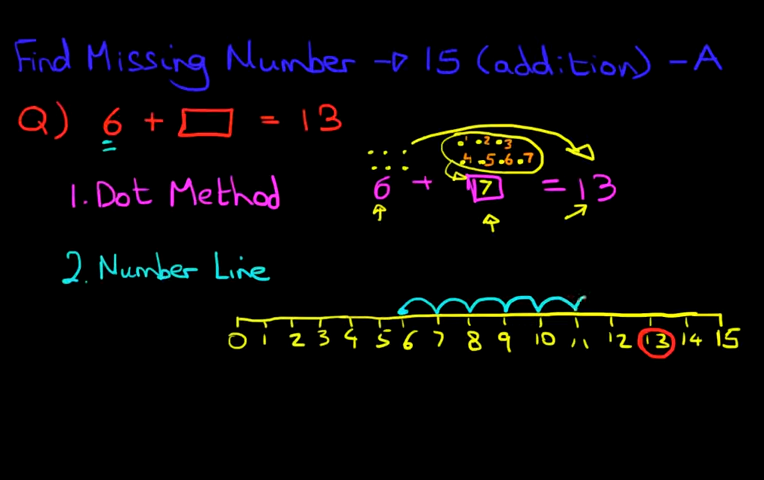 Find Missing Number → 15 (addition) - A
Q) 6 + □ = 13
1 2 3
4 5 6 7
1. Dot Method 6 + 7 = 13
2. Number Line
0 1 2 3 4 5 6 7 8 9 10 11 12 13 14 15